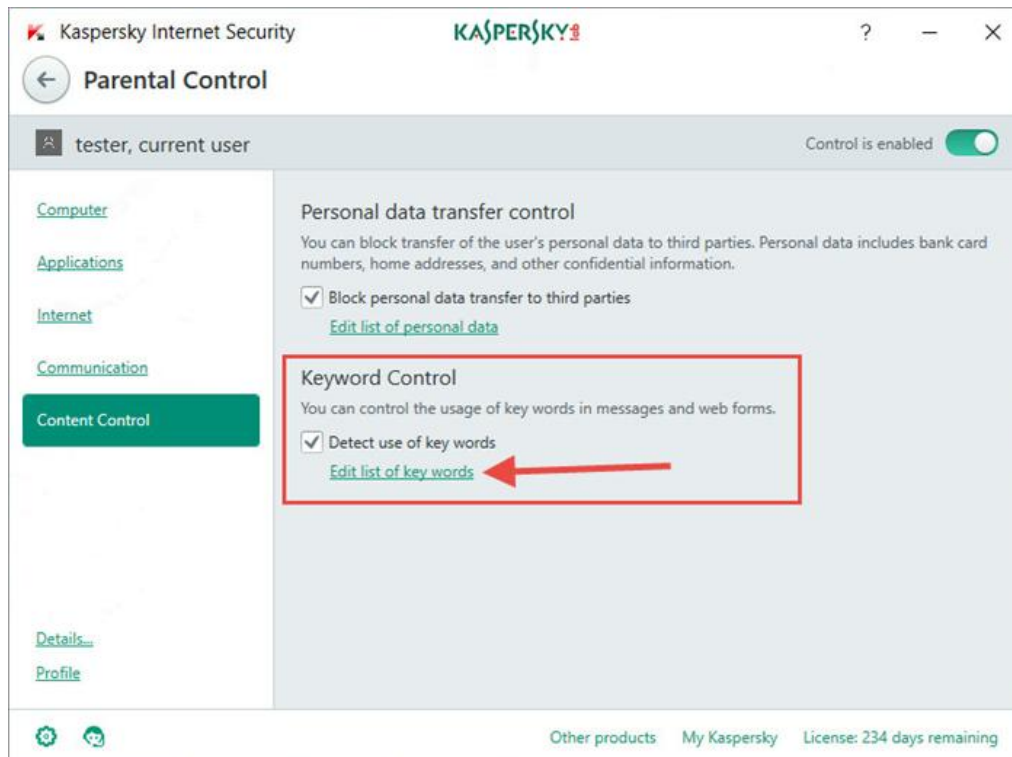 Kaspersky Internet Security
KASPERSKY lab
?
Parental Control
tester, current user
Control is enabled
Computer
Applications
Internet
Communication
Content Control
Details...
Profile
Personal data transfer control
You can block transfer of the user's personal data to third parties. Personal data includes bank card
numbers, home addresses, and other confidential information.
Block personal data transfer to third parties
Edit list of personal data
Keyword Control
You can control the usage of key words in messages and web forms.
Detect use of key words
Edit list of key words
Other products
My Kaspersky
License: 234 days remaining